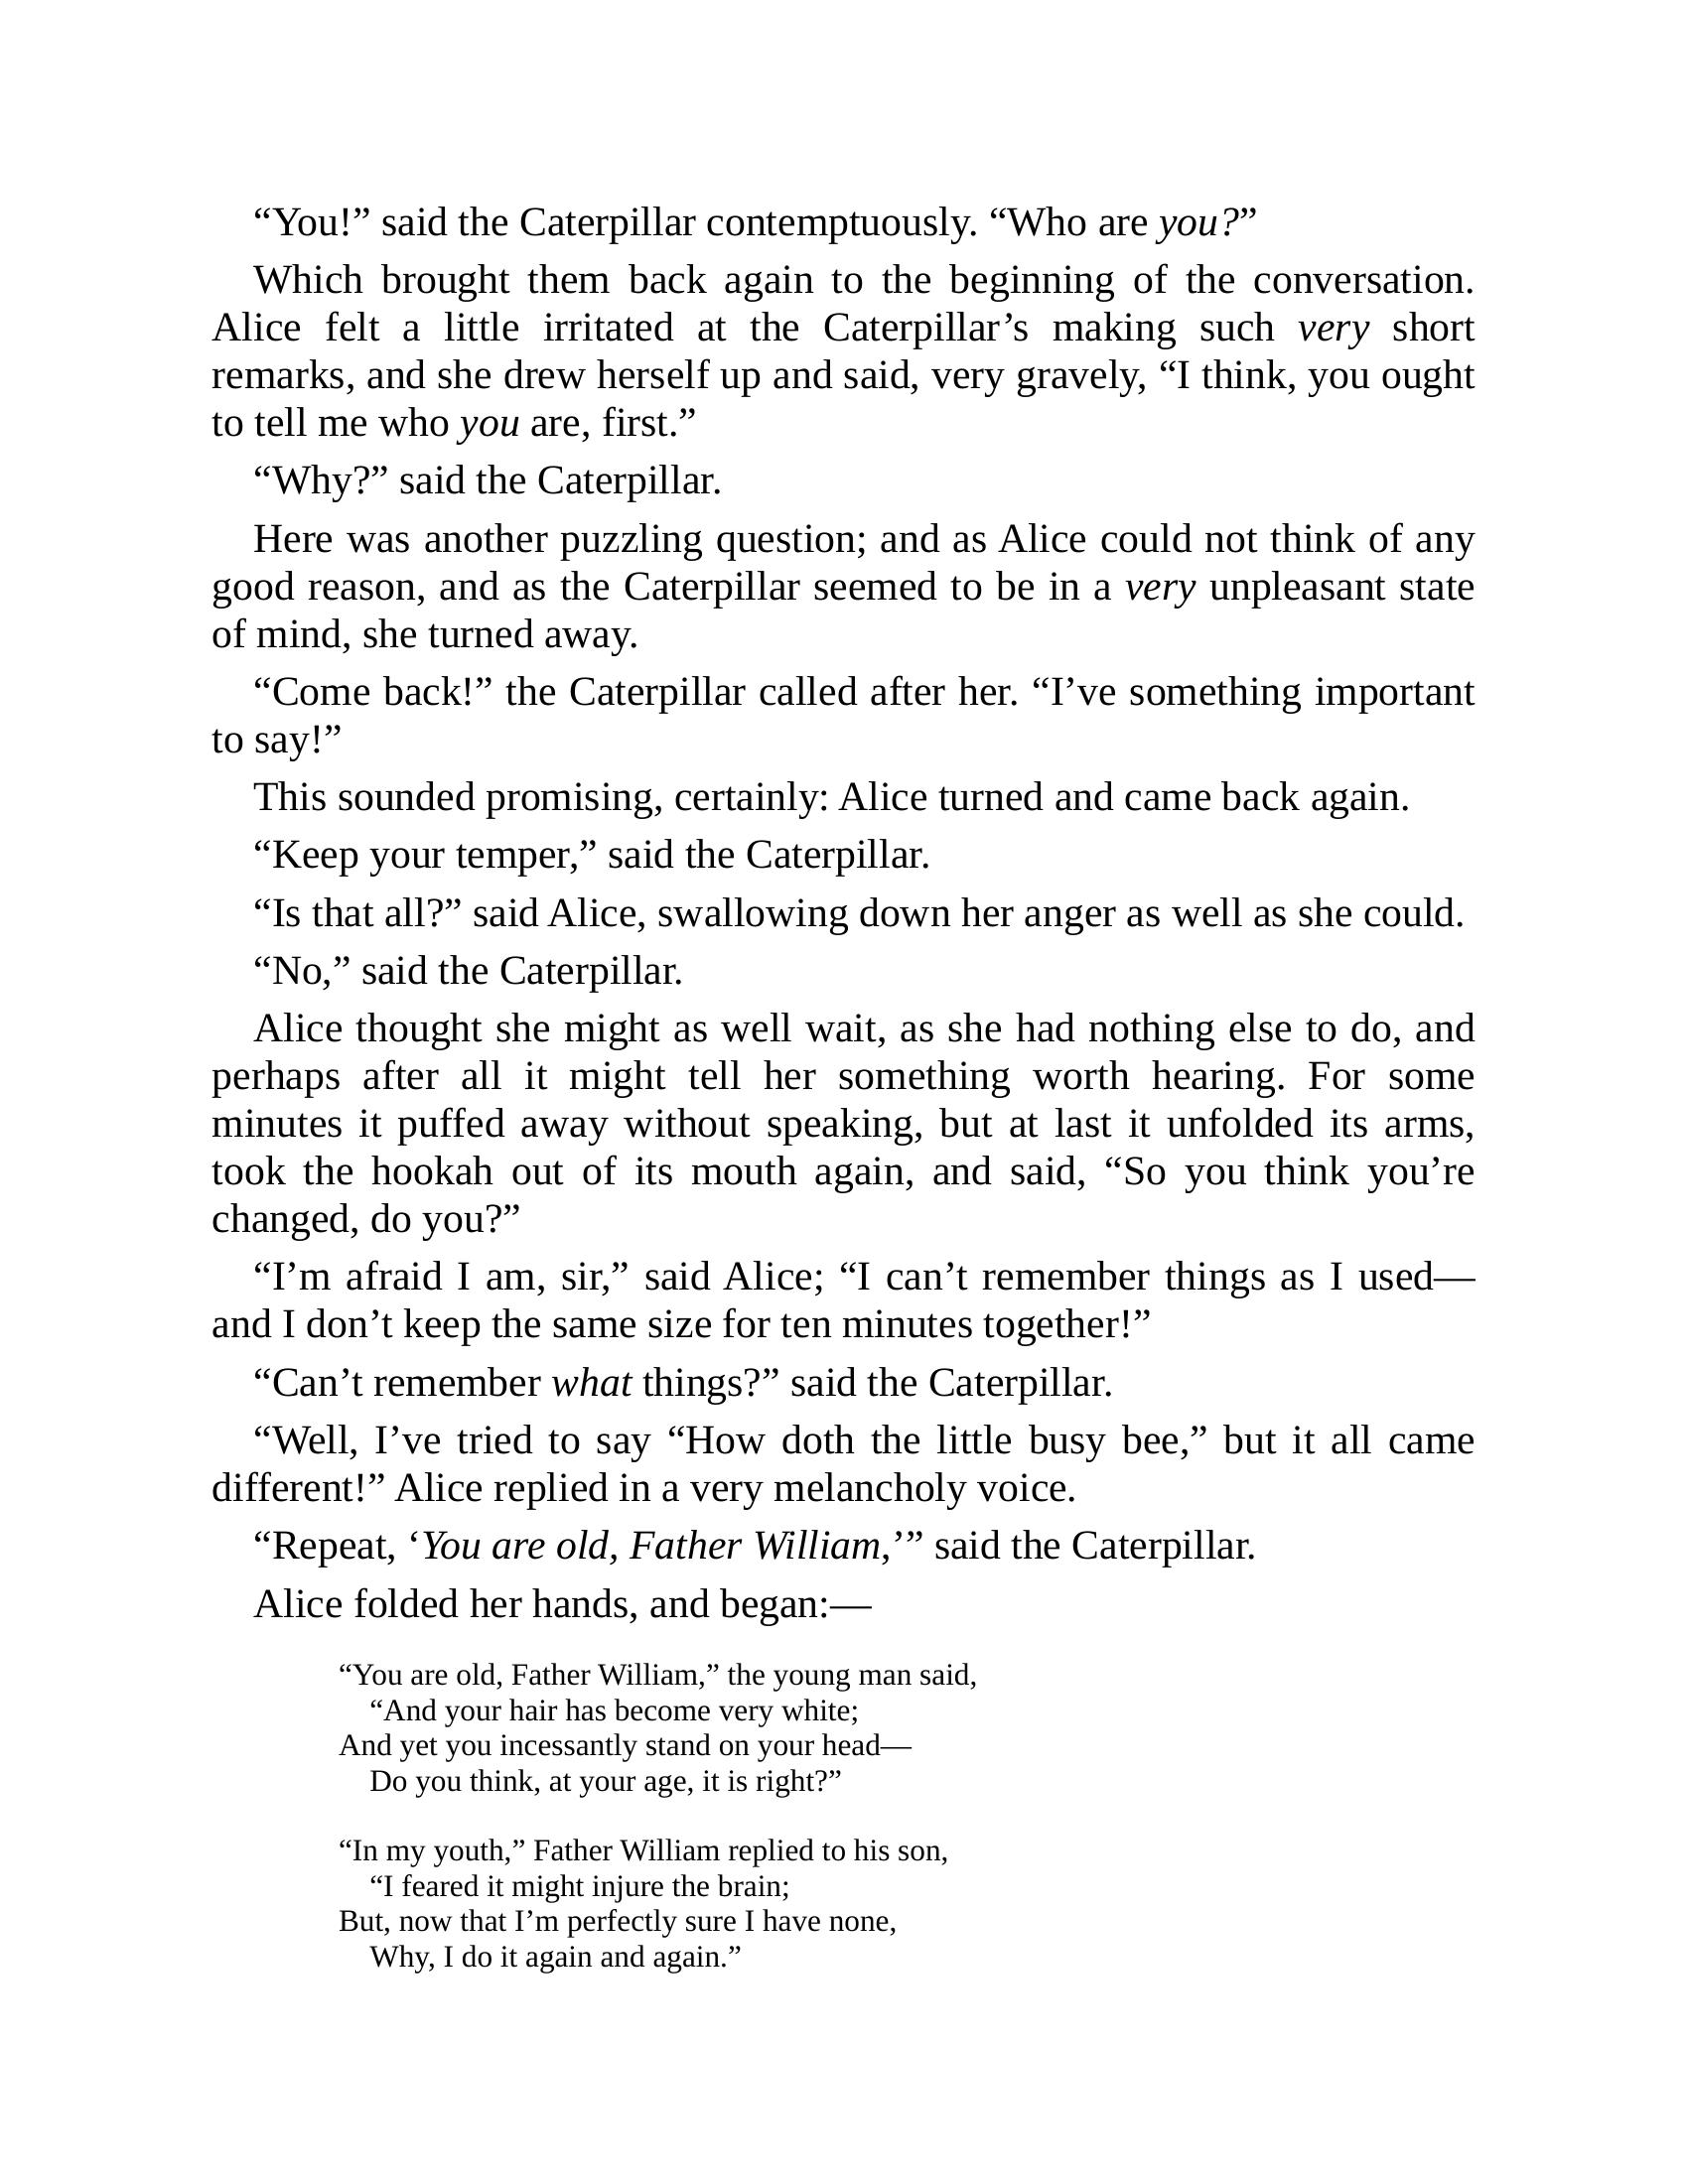 “You!” said the Caterpillar contemptuously. “Who are you?”
Which brought them back again to the beginning of the conversation.
Alice felt a little irritated at the Caterpillar’s making such very short
remarks, and she drew herself up and said, very gravely, “I think, you ought
to tell me who you are, first.”
“Why?” said the Caterpillar.
Here was another puzzling question; and as Alice could not think of any
good reason, and as the Caterpillar seemed to be in a very unpleasant state
of mind, she turned away.
“Come back!” the Caterpillar called after her. “I’ve something important
to say!”
This sounded promising, certainly: Alice turned and came back again.
“Keep your temper,” said the Caterpillar.
“Is that all?” said Alice, swallowing down her anger as well as she could.
“No,” said the Caterpillar.
Alice thought she might as well wait, as she had nothing else to do, and
perhaps after all it might tell her something worth hearing. For some
minutes it puffed away without speaking, but at last it unfolded its arms,
took the hookah out of its mouth again, and said, “So you think you’re
changed, do you?”
“I’m afraid I am, sir,” said Alice; “I can’t remember things as I used—
and I don’t keep the same size for ten minutes together!”
“Can’t remember what things?” said the Caterpillar.
“Well, I’ve tried to say “How doth the little busy bee,” but it all came
different!” Alice replied in a very melancholy voice.
“Repeat, ‘You are old, Father William,’” said the Caterpillar.
Alice folded her hands, and began:—
“You are old, Father William,” the young man said,
“And your hair has become very white;
And yet you incessantly stand on your head—
Do you think, at your age, it is right?”
“In my youth,” Father William replied to his son,
“I feared it might injure the brain;
But, now that I’m perfectly sure I have none,
Why, I do it again and again.”